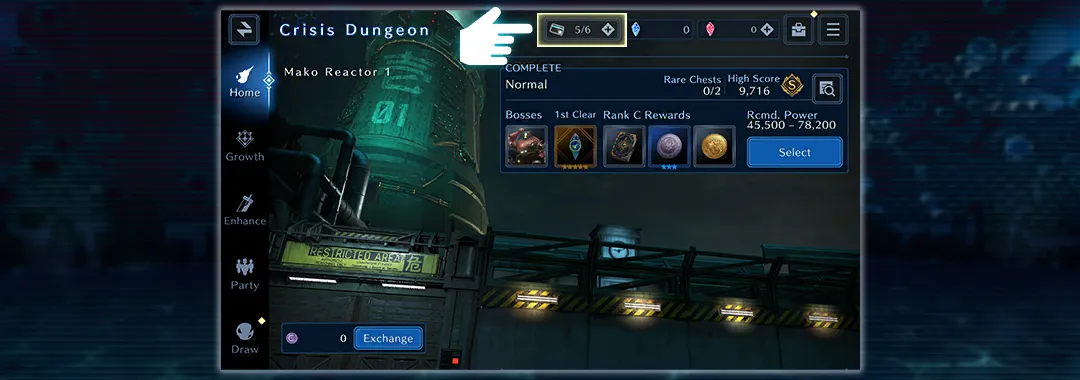 Crisis Dungeon
5/6
0
0
Mako Reactor 1
COMPLETE
Normal
Rare Chests
0/2
High Score
9,716
S
Home
01
Bosses
1st Clear
Rank C Rewards
Rcmd. Power
45,500 – 78,200
Select
Growth
Enhance
RESTRICTED AREA
危
Party
Draw
C
0
Exchange